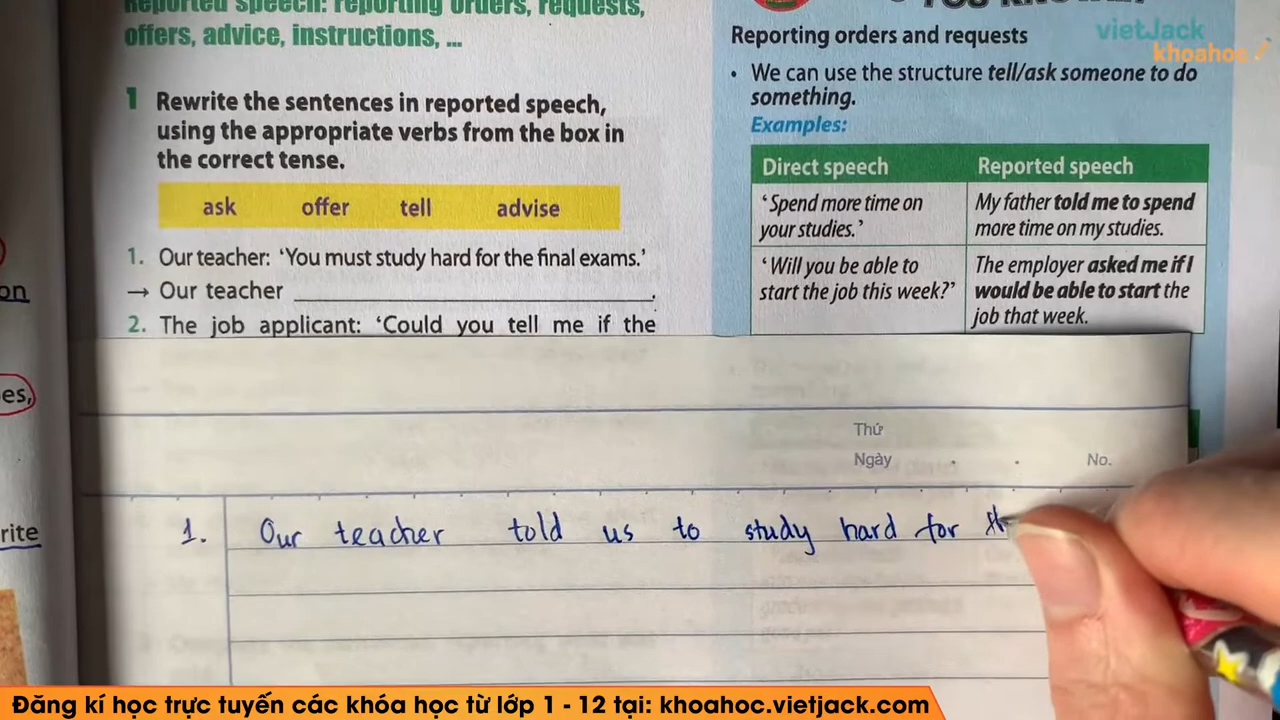 Reported speech: reporting orders, requests,
offers, advice, instructions, ...
1 Rewrite the sentences in reported speech,
using the appropriate verbs from the box in
the correct tense.
ask offer tell advise
1. Our teacher: ‘You must study hard for the final exams.’
→ Our teacher ______________________.
2. The job applicant: ‘Could you tell me if the
YOU KNOW
vietJack
khoahoc
Reporting orders and requests
• We can use the structure tell/ask someone to do
something.
Examples:
Direct speech Reported speech
‘Spend more time on
your studies.’
My father told me to spend
more time on my studies.
‘Will you be able to
start the job this week?’
The employer asked me if I
would be able to start the
job that week.
on
es,
rite
Thứ
Ngày . . No.
1. Our teacher told us to study hard for th
Đăng kí học trực tuyến các khóa học từ lớp 1 - 12 tại: khoahoc.vietjack.com